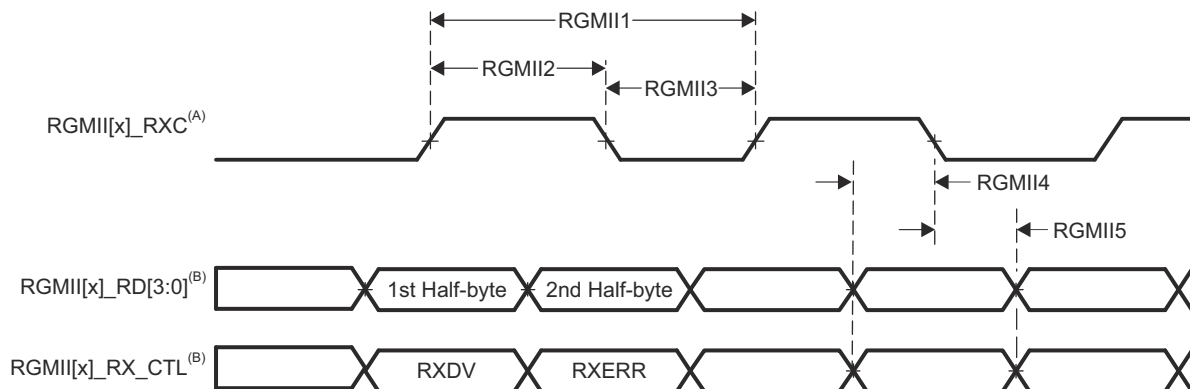 RGMII1
RGMII2
RGMII3
RGMII[x]_RXC(A)
RGMII4
RGMII5
RGMII[x]_RD[3:0](B)
1st Half-byte
2nd Half-byte
RGMII[x]_RX_CTL(B)
RXDV
RXERR